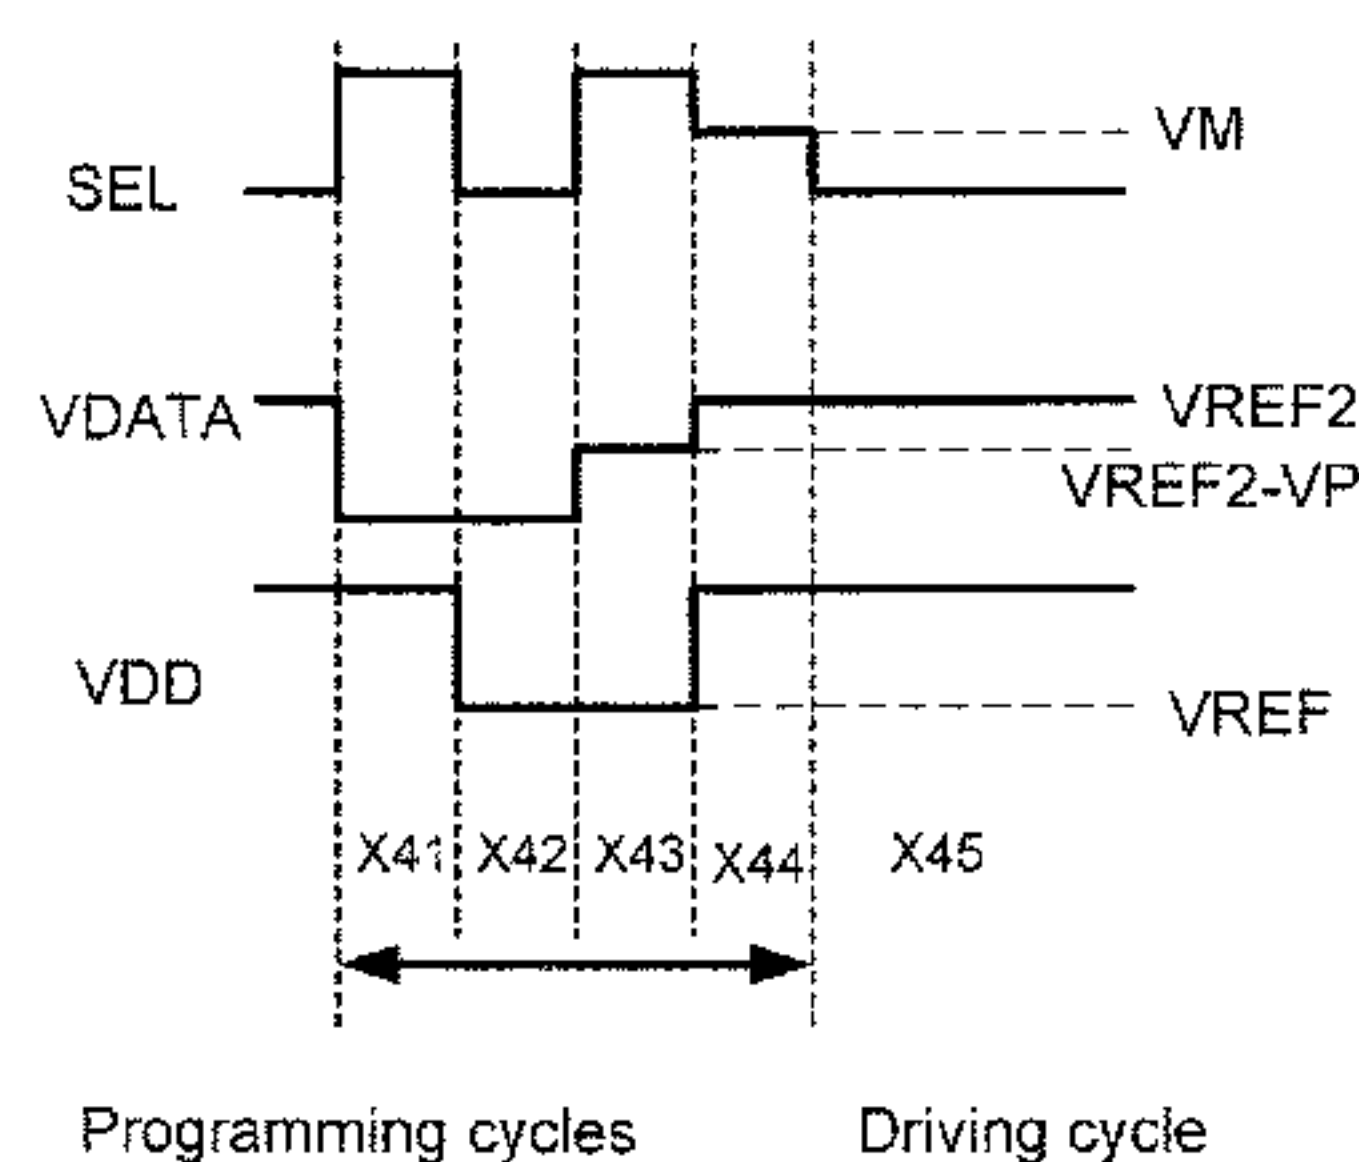 VM
SEL
VDATA
VREF2
VREF2-VP
VDD
VREF
X41 X42 X43 X44 X45
Programming cycles Driving cycle